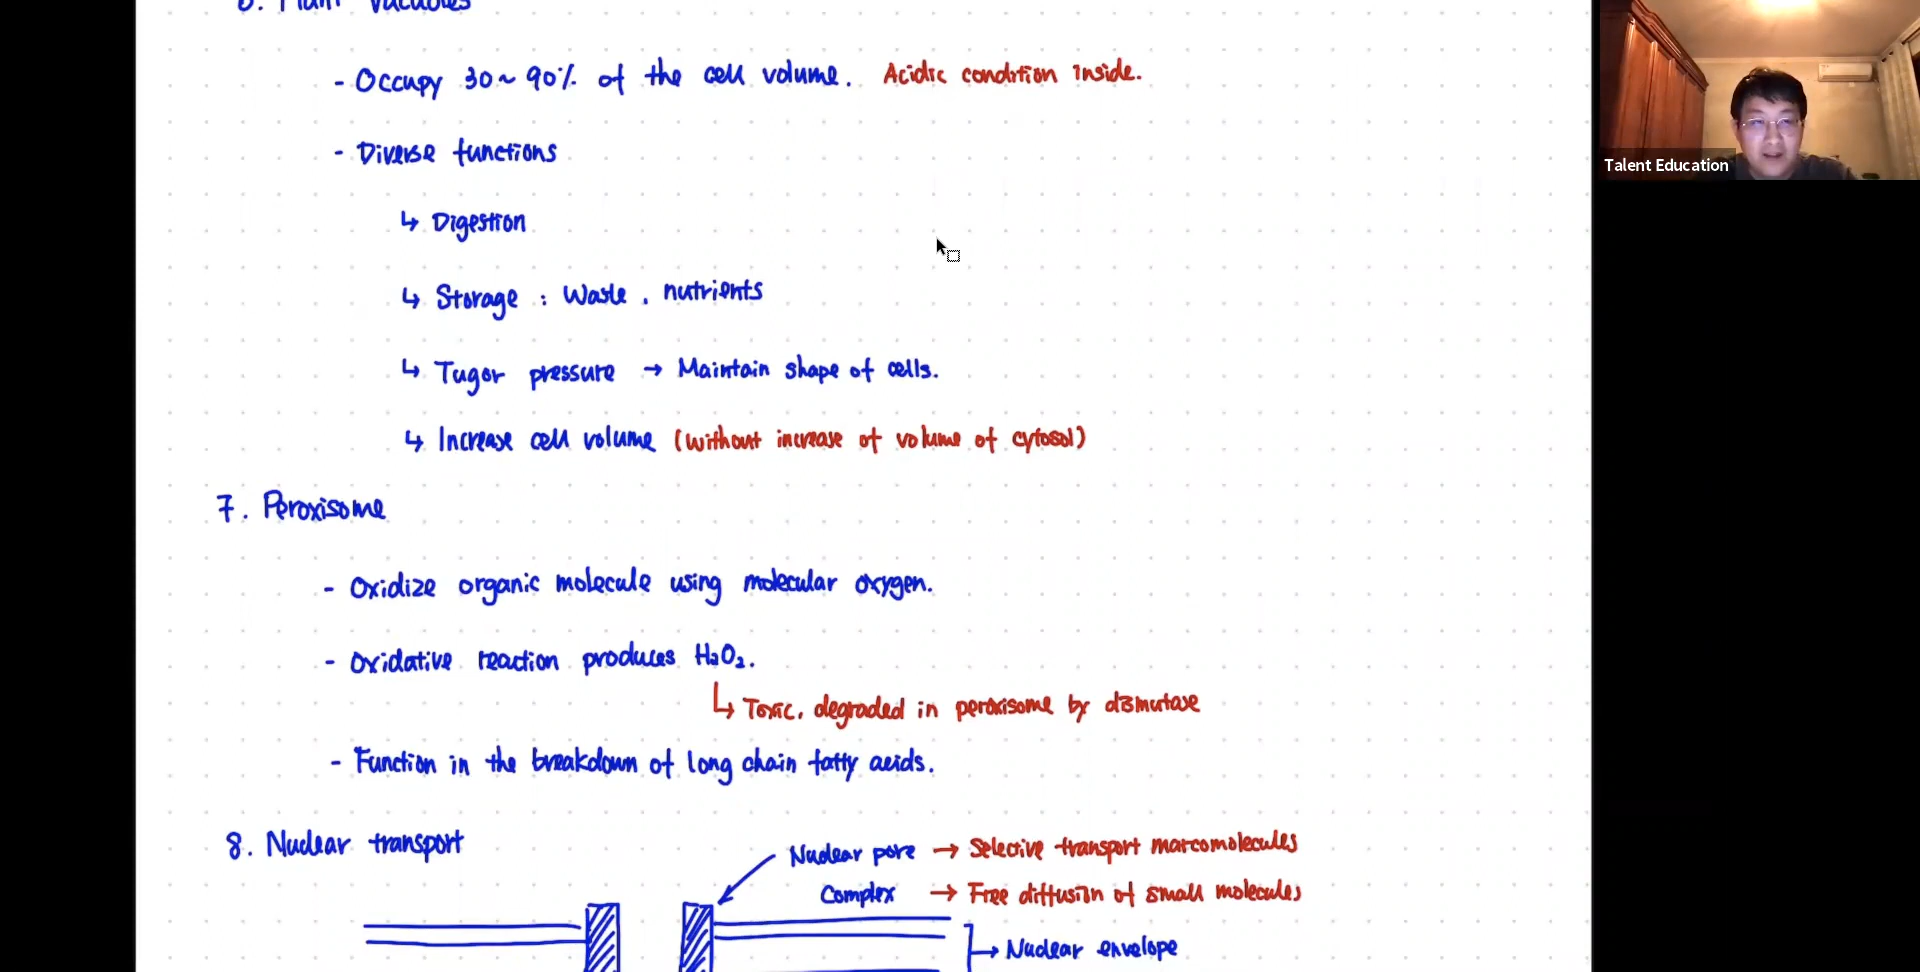 6. Plant Vacuoles
- Occupy 30~90% of the cell volume. Acidic condition inside.
- Diverse functions
↳ Digestion
↳ Storage : Waste, nutrients
↳ Tugor pressure → Maintain shape of cells.
↳ Increase cell volume (without increase of volume of cytosol)
7. Peroxisome
- Oxidize organic molecule using molecular oxygen.
- Oxidative reaction produces H₂O₂.
↳ Toxic, degraded in peroxisome by dismutase
- Function in the breakdown of long chain fatty acids.
8. Nuclear transport
Nuclear pore → Selective transport marcomolecules
Complex → Free diffusion of small molecules
→ Nuclear envelope
Talent Education